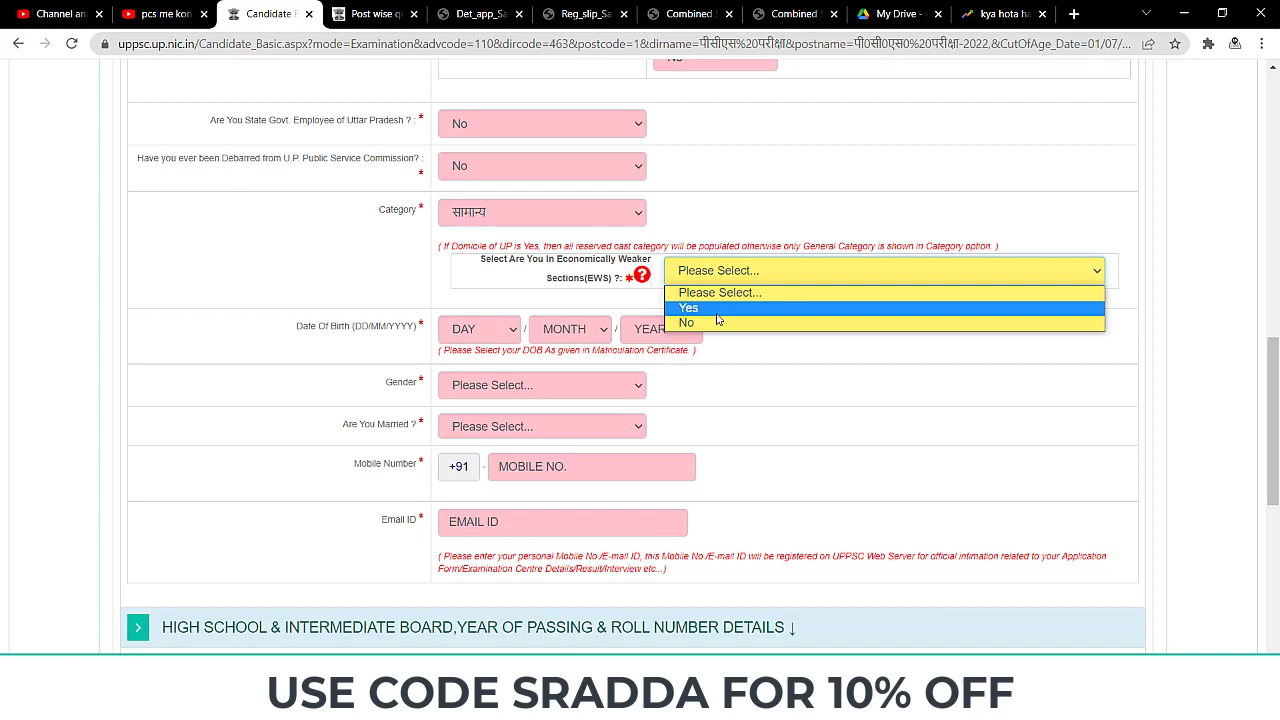 Channel an
pcs me kon
Candidate B
Post wise q
Det_app_Sa
Reg_slip_Sa
Combined
Combined S
My Drive - G
kya hota ha
uppsc.up.nic.in/Candidate_Basic.aspx?mode=Examination&advcode=110&dirname=पीसीएस%20परीक्षा&postname=पी0सी0एस0%20परीक्षा-2022,&CutOfAge_Date=01/07/...
No
Are You State Govt. Employee of Uttar Pradesh ? : *
No
Have you ever been Debarred from U.P. Public Service Commission? : *
No
Category *
सामान्य
( If Domicile of UP is Yes, then all reserved cast category will be populated otherwise only General Category is shown in Category option. )
Select Are You In Economically Weaker
Sections(EWS) ?: * ?
Please Select...
Please Select...
Yes
No
Date Of Birth (DD/MM/YYYY) *
DAY / MONTH / YEAR
( Please Select your DOB As given in Matriculation Certificate. )
Gender *
Please Select...
Are You Married ? *
Please Select...
Mobile Number *
+91 - MOBILE NO.
Email ID *
EMAIL ID
( Please enter your personal Mobile No./E-mail ID, this Mobile No./E-mail ID will be registered on UPPSC Web Server for official intimation related to your Application
Form/Examination Centre Details/Result/Interview etc...)
HIGH SCHOOL & INTERMEDIATE BOARD,YEAR OF PASSING & ROLL NUMBER DETAILS ↓
USE CODE SRADDA FOR 10% OFF